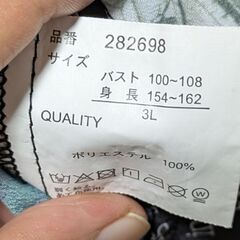 品番 282698
サイズ
バスト 100~108
身長 154~162
QUALITY 3L
ポリエステル 100%